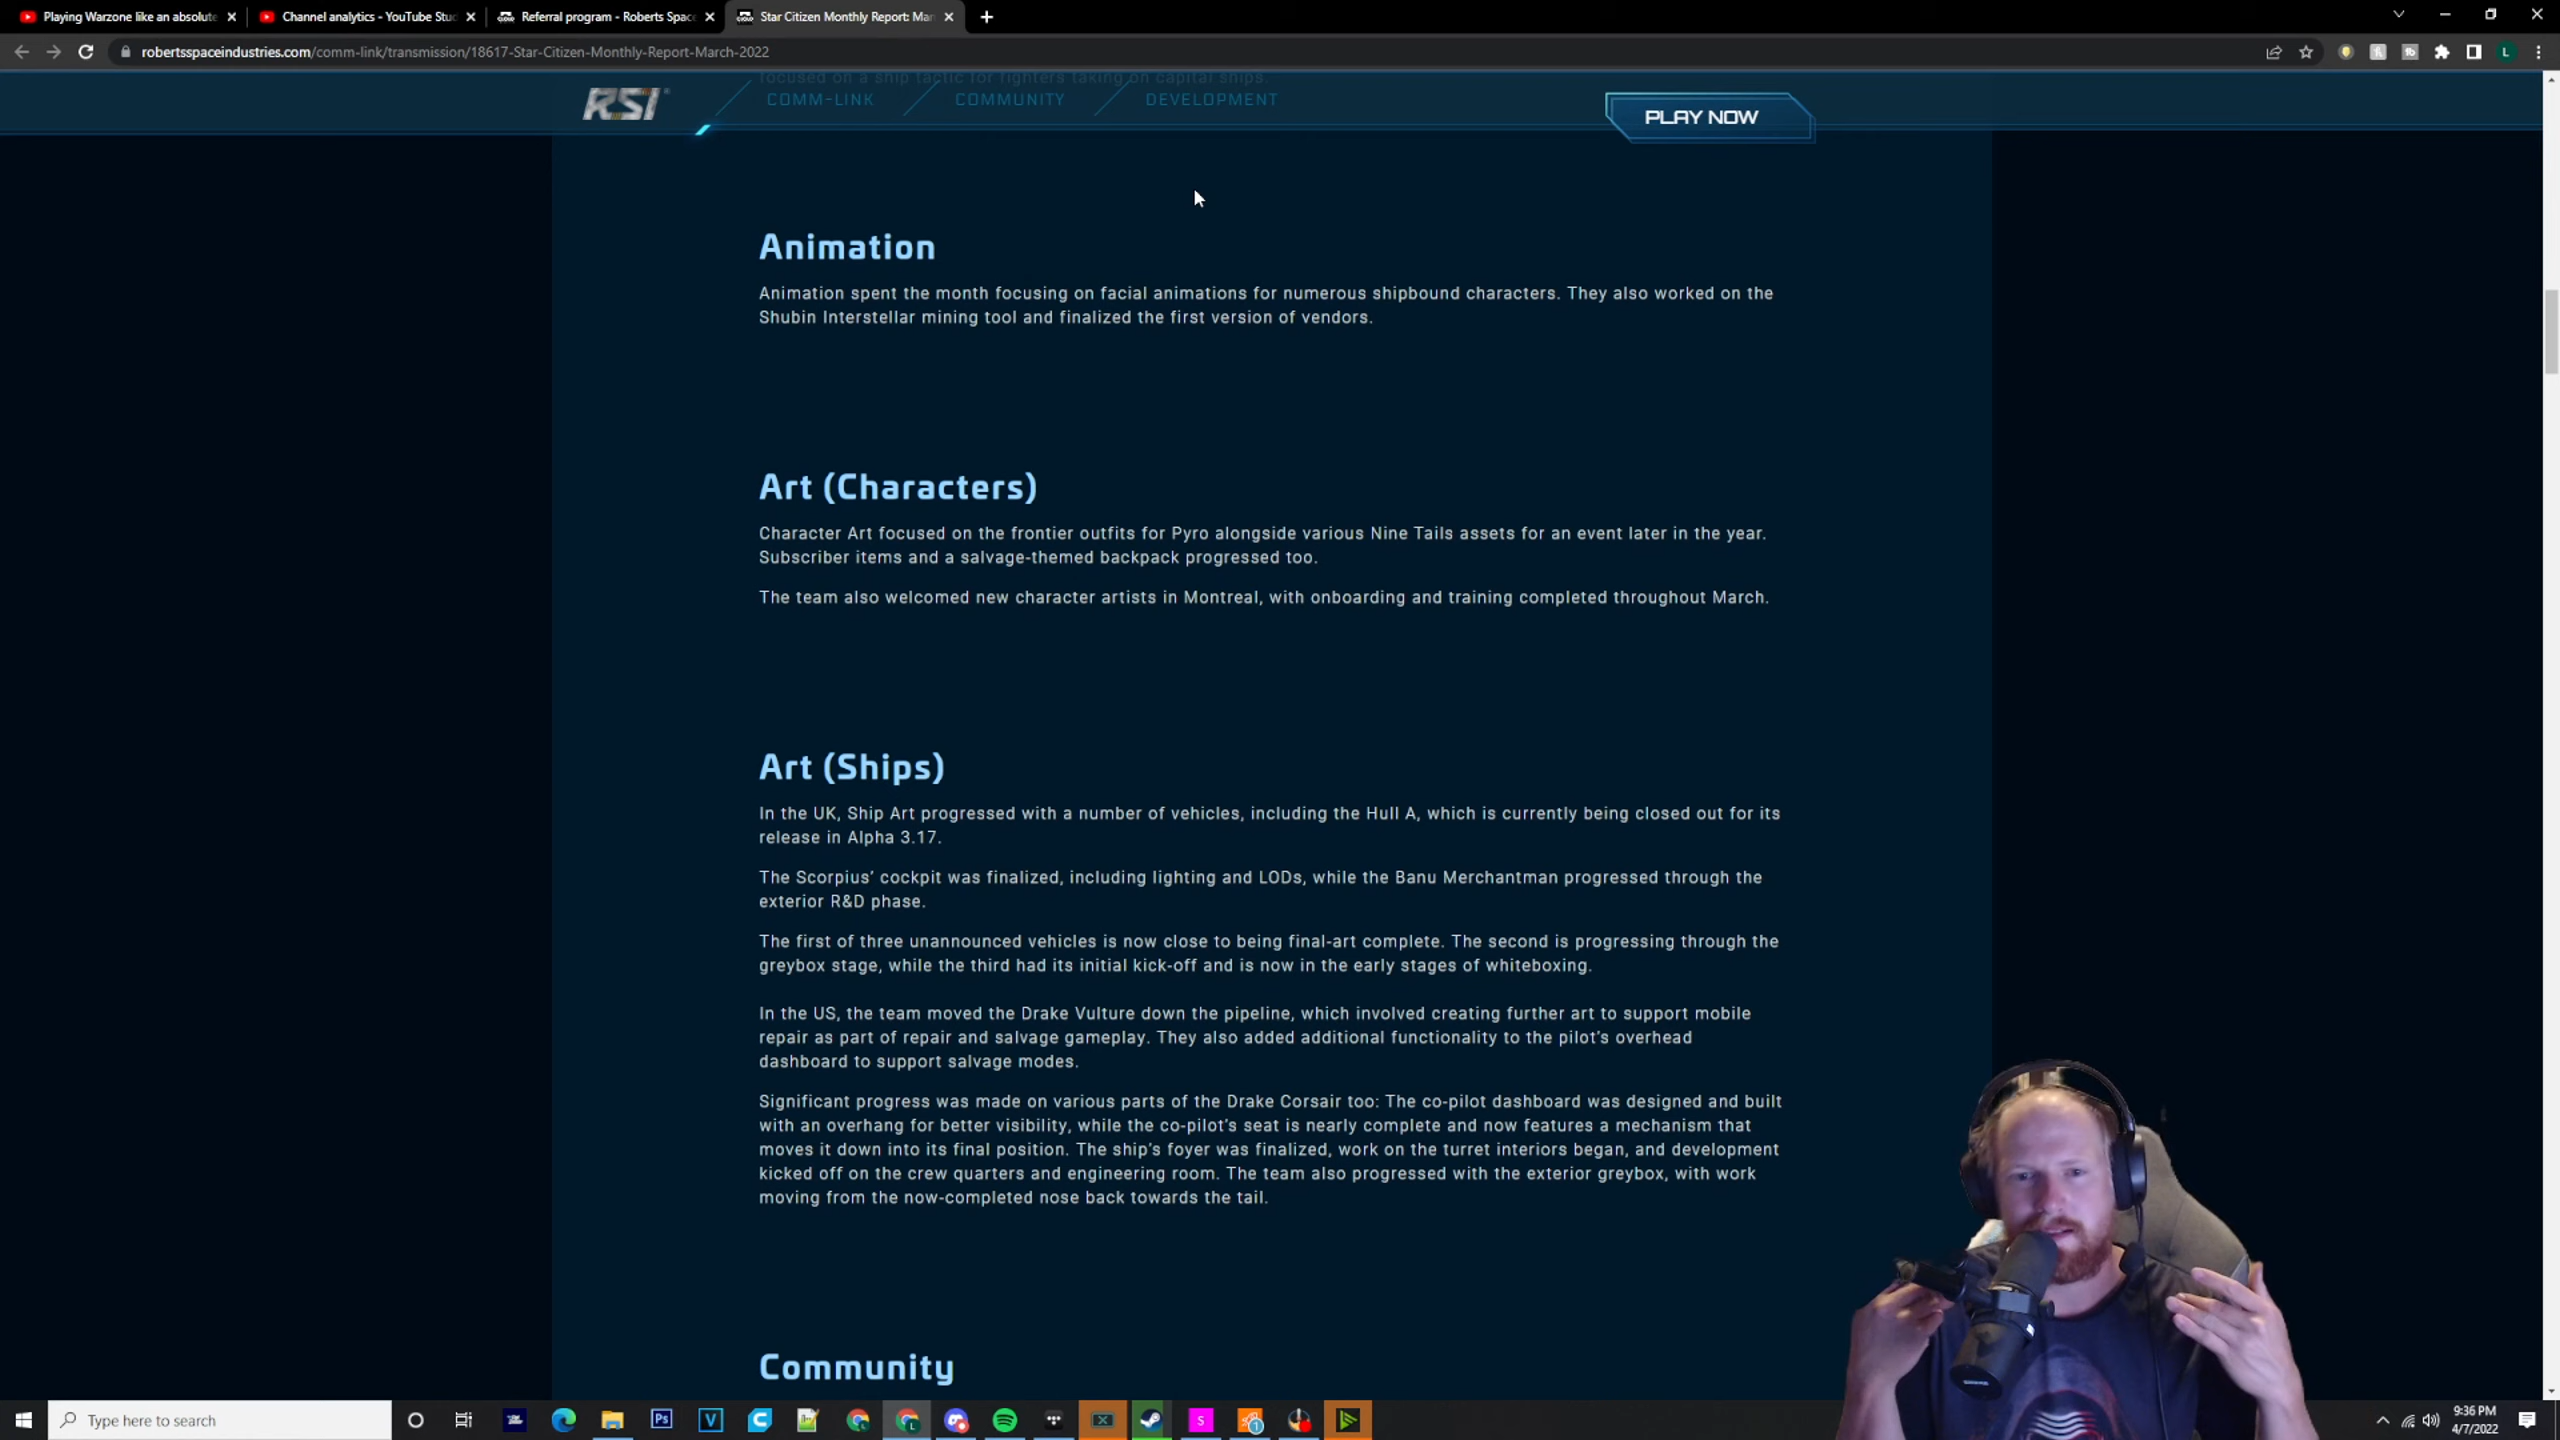 Playing Warzone like an absolute
Channel analytics - YouTube Stu
Referral program - Roberts Spac
Star Citizen Monthly Report: Mar
robertsspaceindustries.com/comm-link/transmission/18617-Star-Citizen-Monthly-Report-March-2022
focused on a ship tactic for fighters taking on capital ships.
RSI
COMM-LINK
COMMUNITY
DEVELOPMENT
PLAY NOW
Animation
Animation spent the month focusing on facial animations for numerous shipbound characters. They also worked on the
Shubin Interstellar mining tool and finalized the first version of vendors.
Art (Characters)
Character Art focused on the frontier outfits for Pyro alongside various Nine Tails assets for an event later in the year.
Subscriber items and a salvage-themed backpack progressed too.
The team also welcomed new character artists in Montreal, with onboarding and training completed throughout March.
Art (Ships)
In the UK, Ship Art progressed with a number of vehicles, including the Hull A, which is currently being closed out for its
release in Alpha 3.17.
The Scorpius' cockpit was finalized, including lighting and LODs, while the Banu Merchantman progressed through the
exterior R&D phase.
The first of three unannounced vehicles is now close to being final-art complete. The second is progressing through the
greybox stage, while the third had its initial kick-off and is now in the early stages of whiteboxing.
In the US, the team moved the Drake Vulture down the pipeline, which involved creating further art to support mobile
repair as part of repair and salvage gameplay. They also added additional functionality to the pilot's overhead
dashboard to support salvage modes.
Significant progress was made on various parts of the Drake Corsair too: The co-pilot dashboard was designed and built
with an overhang for better visibility, while the co-pilot's seat is nearly complete and now features a mechanism that
moves it down into its final position. The ship's foyer was finalized, work on the turret interiors began, and development
kicked off on the crew quarters and engineering room. The team also progressed with the exterior greybox, with work
moving from the now-completed nose back towards the tail.
Community
Type here to search
9:36 PM
4/7/2022